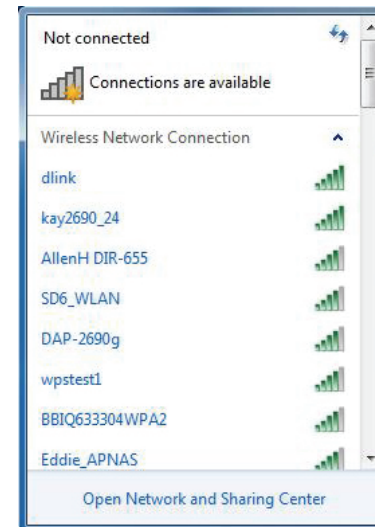 Not connected
Connections are available
Wireless Network Connection
dlink
kay2690_24
AllenH DIR-655
SD6_WLAN
DAP-2690g
wpstest1
BBIQ633304WPA2
Eddie_APNAS
Open Network and Sharing Center